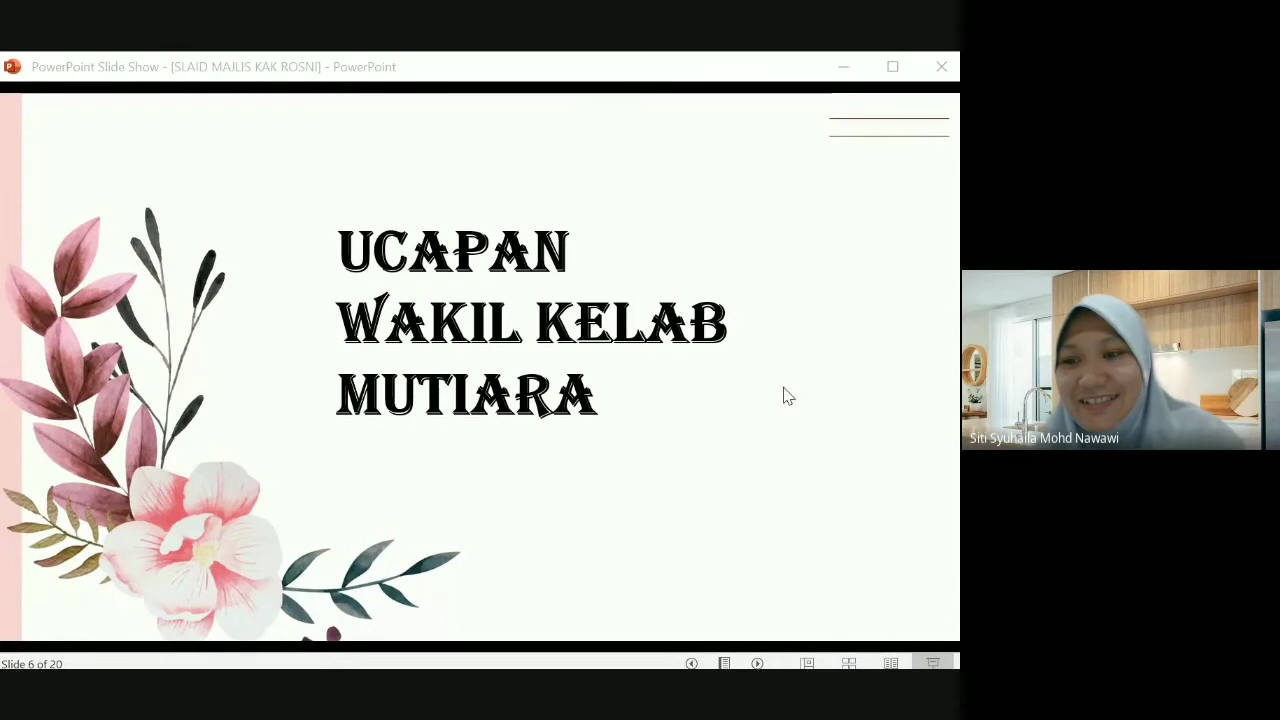 PowerPoint Slide Show - [SLAID MAJLIS KAK ROSNI] - PowerPoint
UCAPAN
WAKIL KELAB
MUTIARA
Siti Syuhaila Mohd Nawawi
Slide 6 of 20